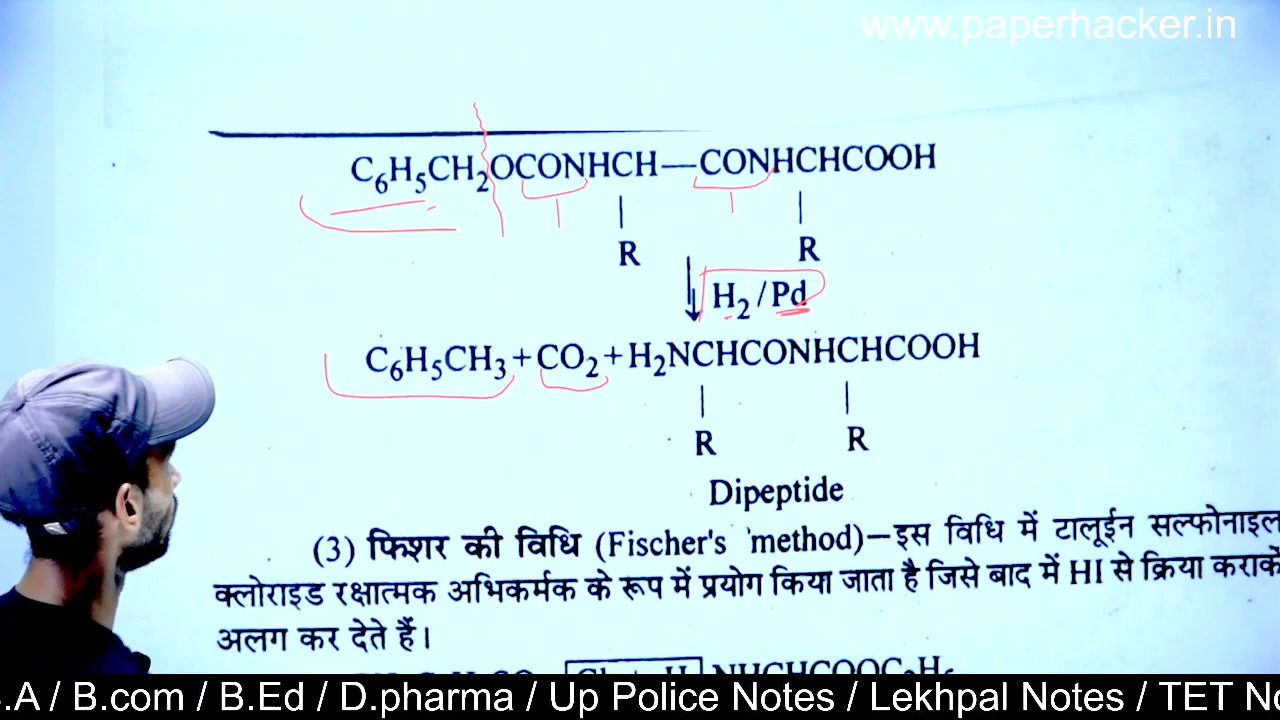 www.paperhacker.in
C₆H₅CH₂OCONHCH—CONHCHCOOH
R R
H₂/Pd
C₆H₅CH₃+CO₂+H₂NCHCONHCHCOOH
R R
Dipeptide
(3) फिशर की विधि (Fischer's method)–इस विधि में टालूईन सल्फोनाइल
क्लोराइड रक्षात्मक अभिकर्मक के रूप में प्रयोग किया जाता है जिसे बाद में HI से क्रिया कराके
अलग कर देते हैं।
NHCHCOOC₂H₅
.A / B.com / B.Ed / D.pharma / Up Police Notes / Lekhpal Notes / TET No